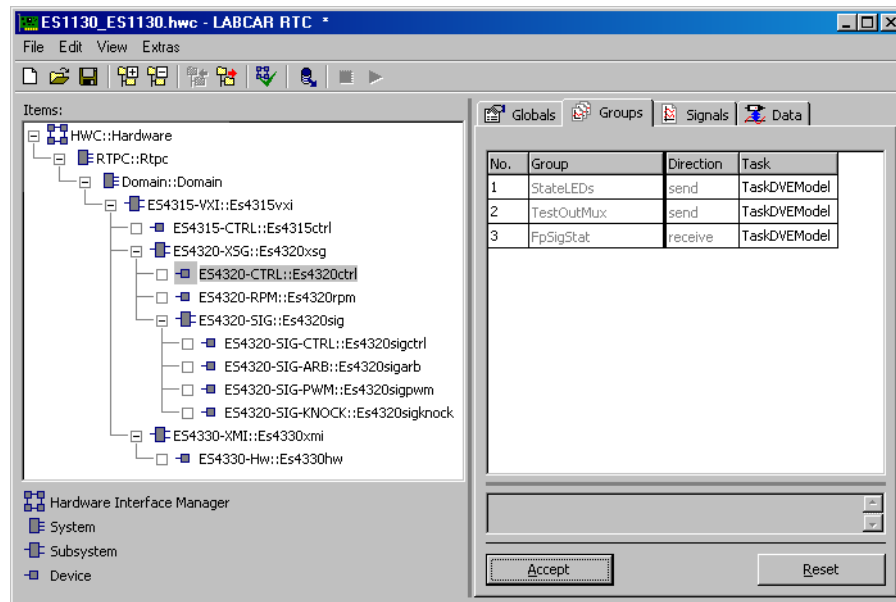 ES1130_ES1130.hwc - LABCAR RTC *
File Edit View Extras
Items:
HWC::Hardware
RTPC::Rtpc
Domain::Domain
ES4315-VXI::Es4315vxi
ES4315-CTRL::Es4315ctrl
ES4320-XSG::Es4320xsg
ES4320-CTRL::Es4320ctrl
ES4320-RPM::Es4320rpm
ES4320-SIG::Es4320sig
ES4320-SIG-CTRL::Es4320sigctrl
ES4320-SIG-ARB::Es4320sigarb
ES4320-SIG-PWM::Es4320sigpwm
ES4320-SIG-KNOCK::Es4320sigknock
ES4330-XMI::Es4330xmi
ES4330-Hw::Es4330hw
Hardware Interface Manager
System
Subsystem
Device
Globals Groups Signals Data
No. Group Direction Task
1 StateLEDs send TaskDVEModel
2 TestOutMux send TaskDVEModel
3 FpSigStat receive TaskDVEModel
Accept Reset